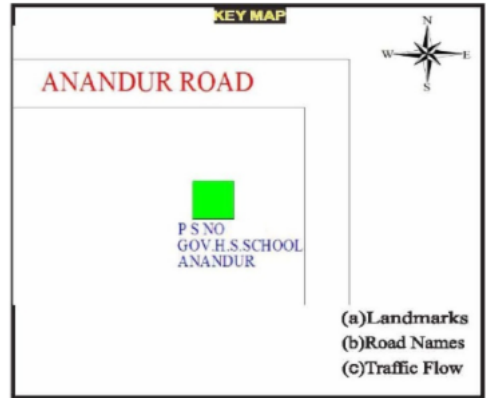 KEY MAP
N
W E
S
ANANDUR ROAD
P S NO
GOV.H.S.SCHOOL
ANANDUR
(a)Landmarks
(b)Road Names
(c)Traffic Flow